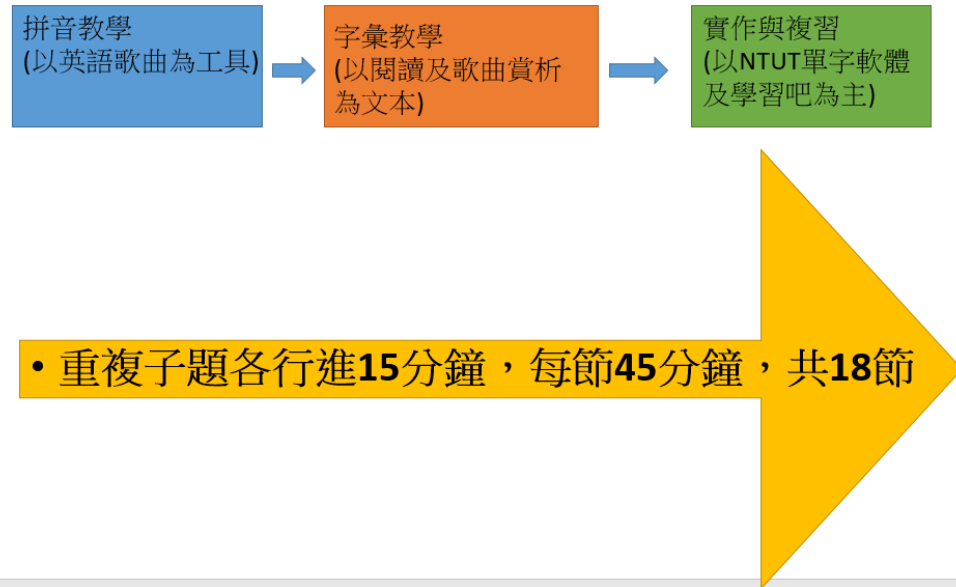 拼音教學
(以英語歌曲為工具)
字彙教學
(以閱讀及歌曲賞析
為文本)
實作與複習
(以NTUT單字軟體
及學習吧為主)
• 重複子題各行進15分鐘，每節45分鐘，共18節